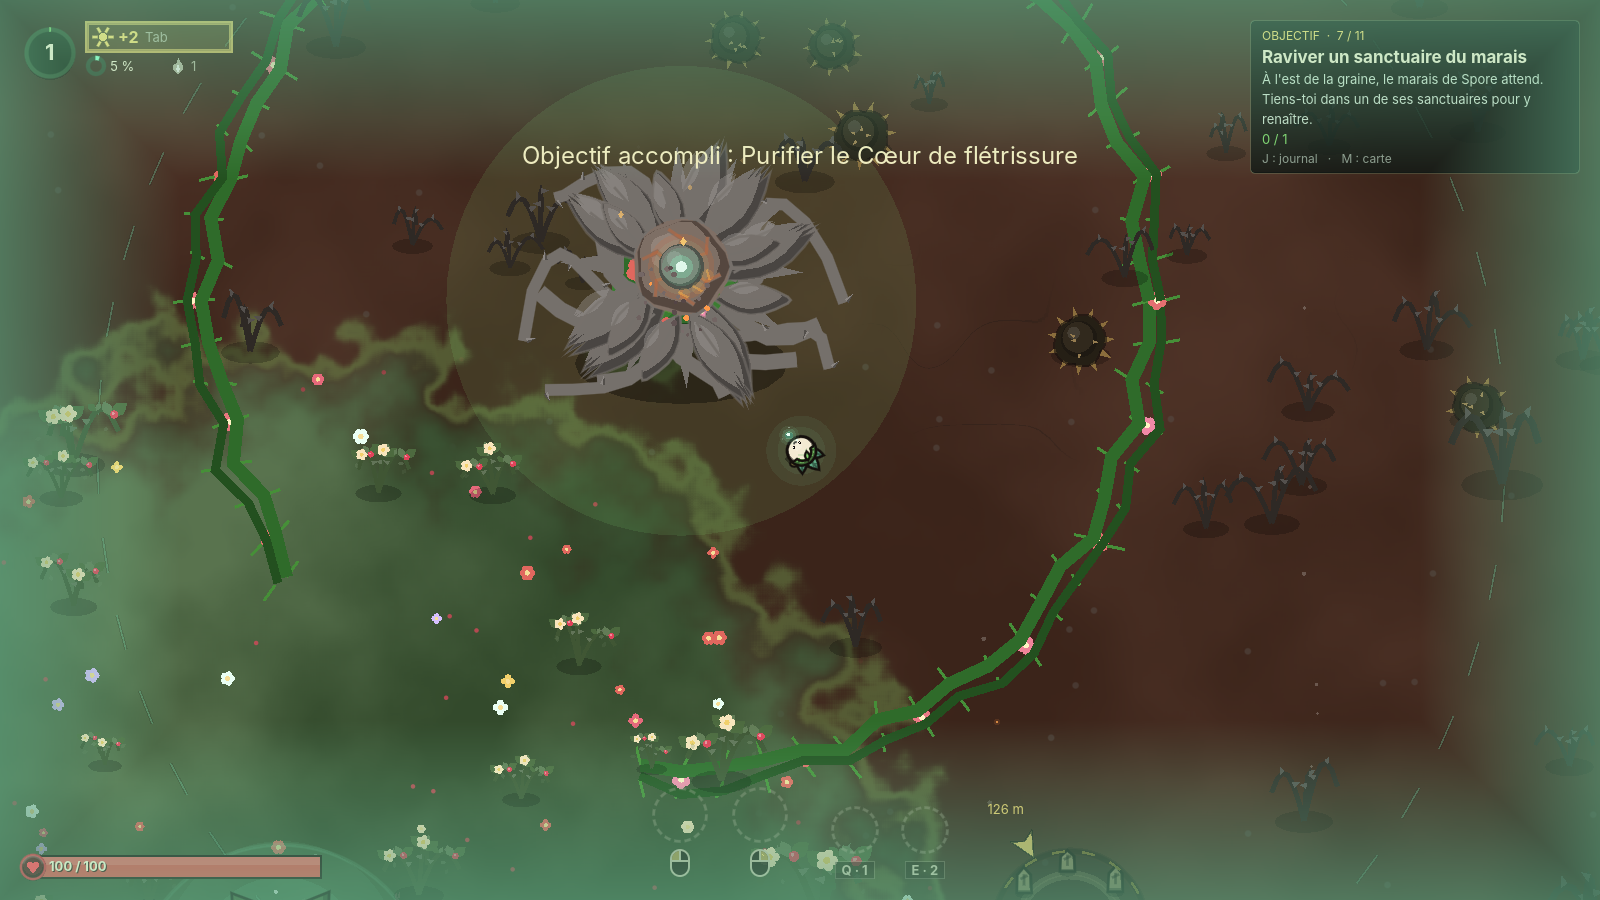 1
+2 Tab
5 %
1
OBJECTIF · 7 / 11
Raviver un sanctuaire du marais
À l'est de la graine, le marais de Spore attend.
Tiens-toi dans un de ses sanctuaires pour y
renaître.
0 / 1
J : journal · M : carte
Objectif accompli : Purifier le Cœur de flétrissure
126 m
100 / 100
Q · 1
E · 2